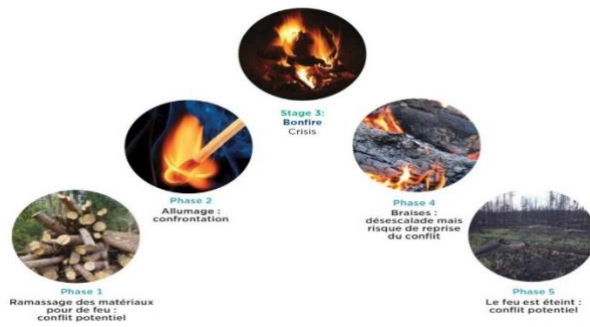 Stage 3:
Bonfire
Crisis
Phase 2
Allumage :
confrontation
Phase 4
Braises :
désescalade mais
risque de reprise
du conflit
Phase 1
Ramassage des matériaux
pour de feu :
conflit potentiel
Phase 5
Le feu est éteint :
conflit potentiel